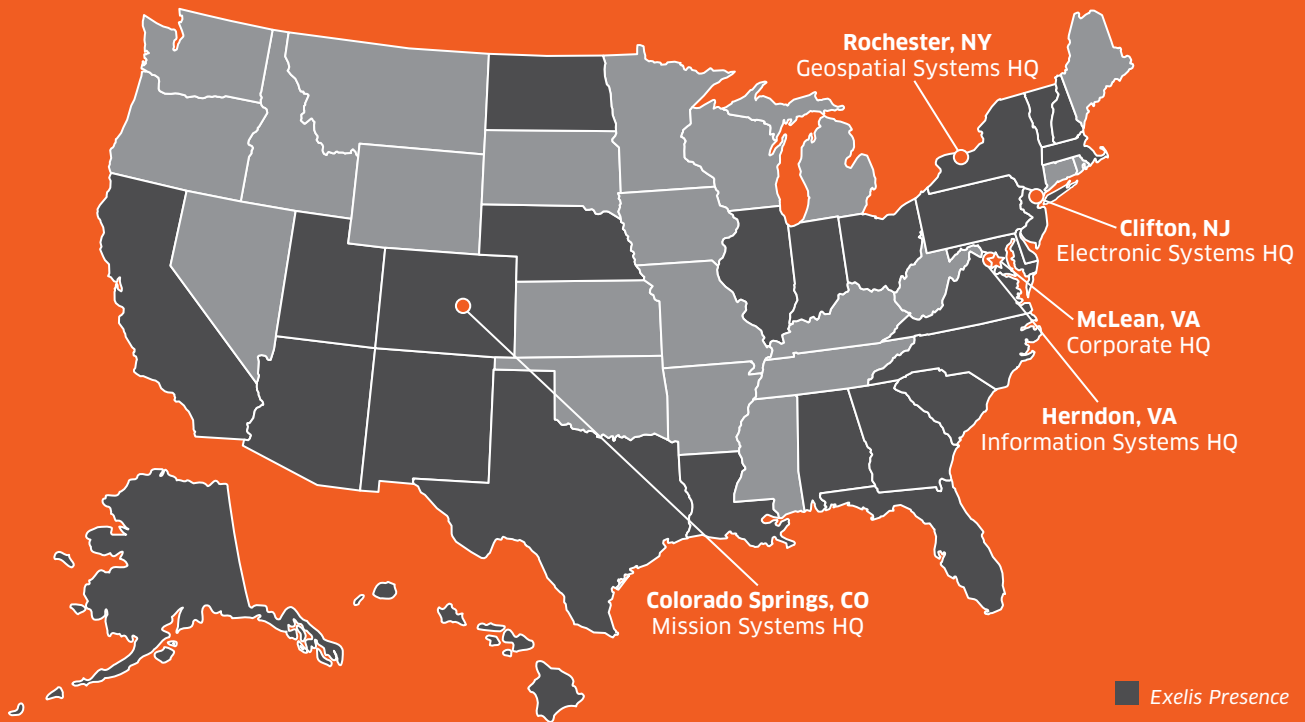 Rochester, NY
Geospatial Systems HQ
Clifton, NJ
Electronic Systems HQ
McLean, VA
Corporate HQ
Herndon, VA
Information Systems HQ
Colorado Springs, CO
Mission Systems HQ
Exelis Presence